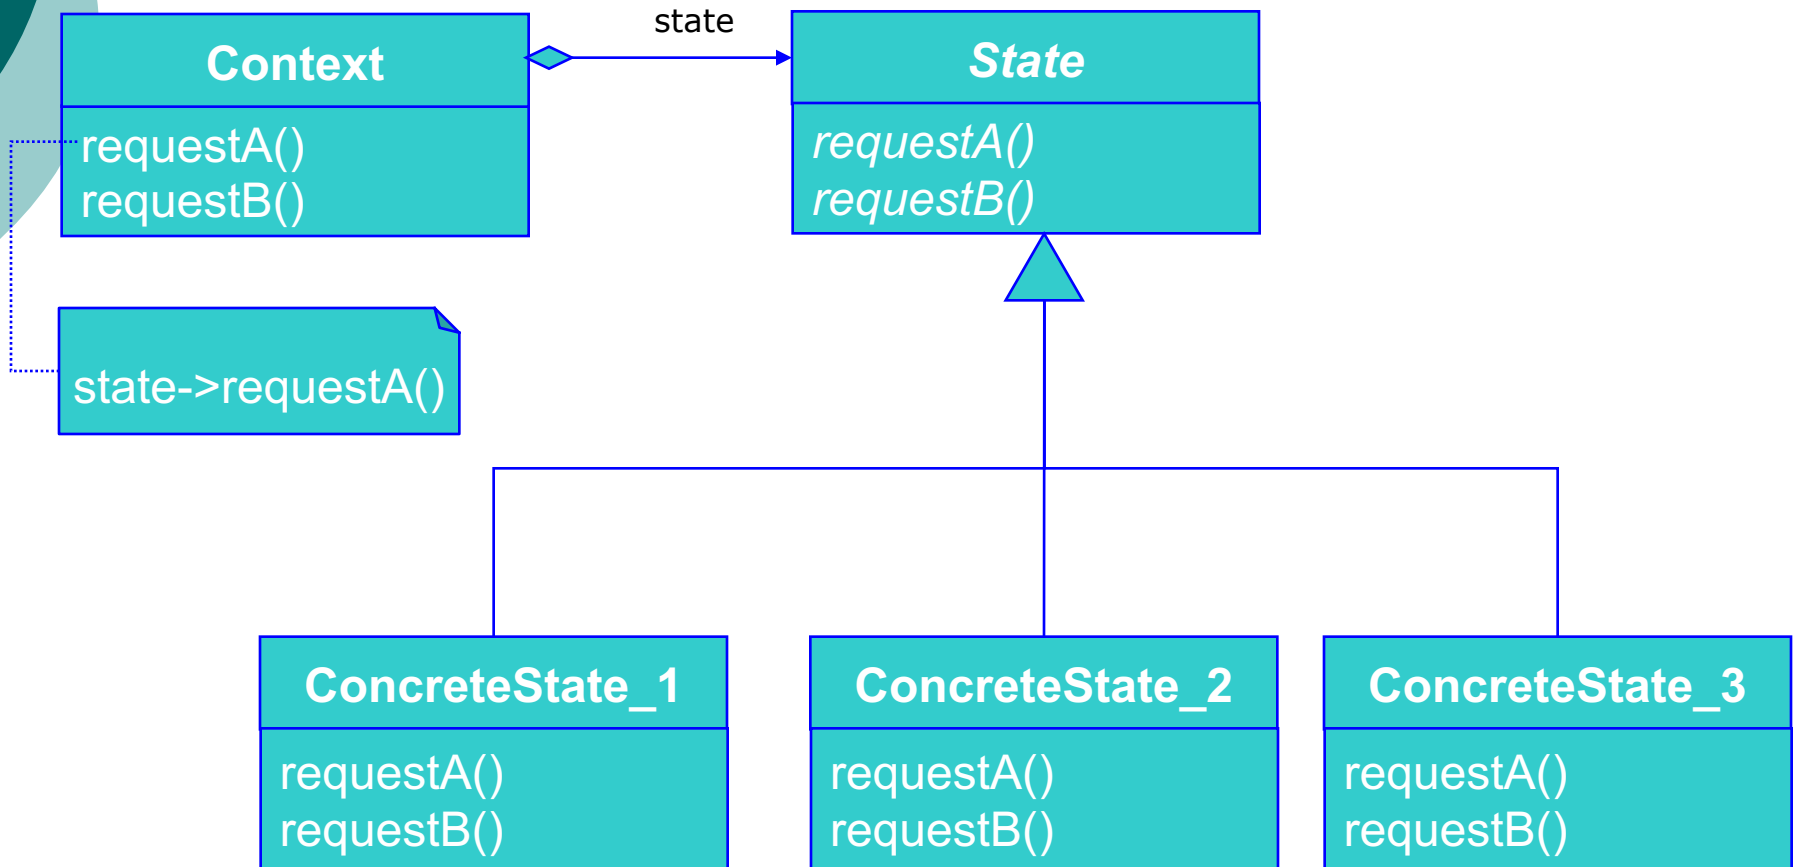 state
Context
requestA()
requestB()
State
requestA()
requestB()
state->requestA()
ConcreteState_1
requestA()
requestB()
ConcreteState_2
requestA()
requestB()
ConcreteState_3
requestA()
requestB()